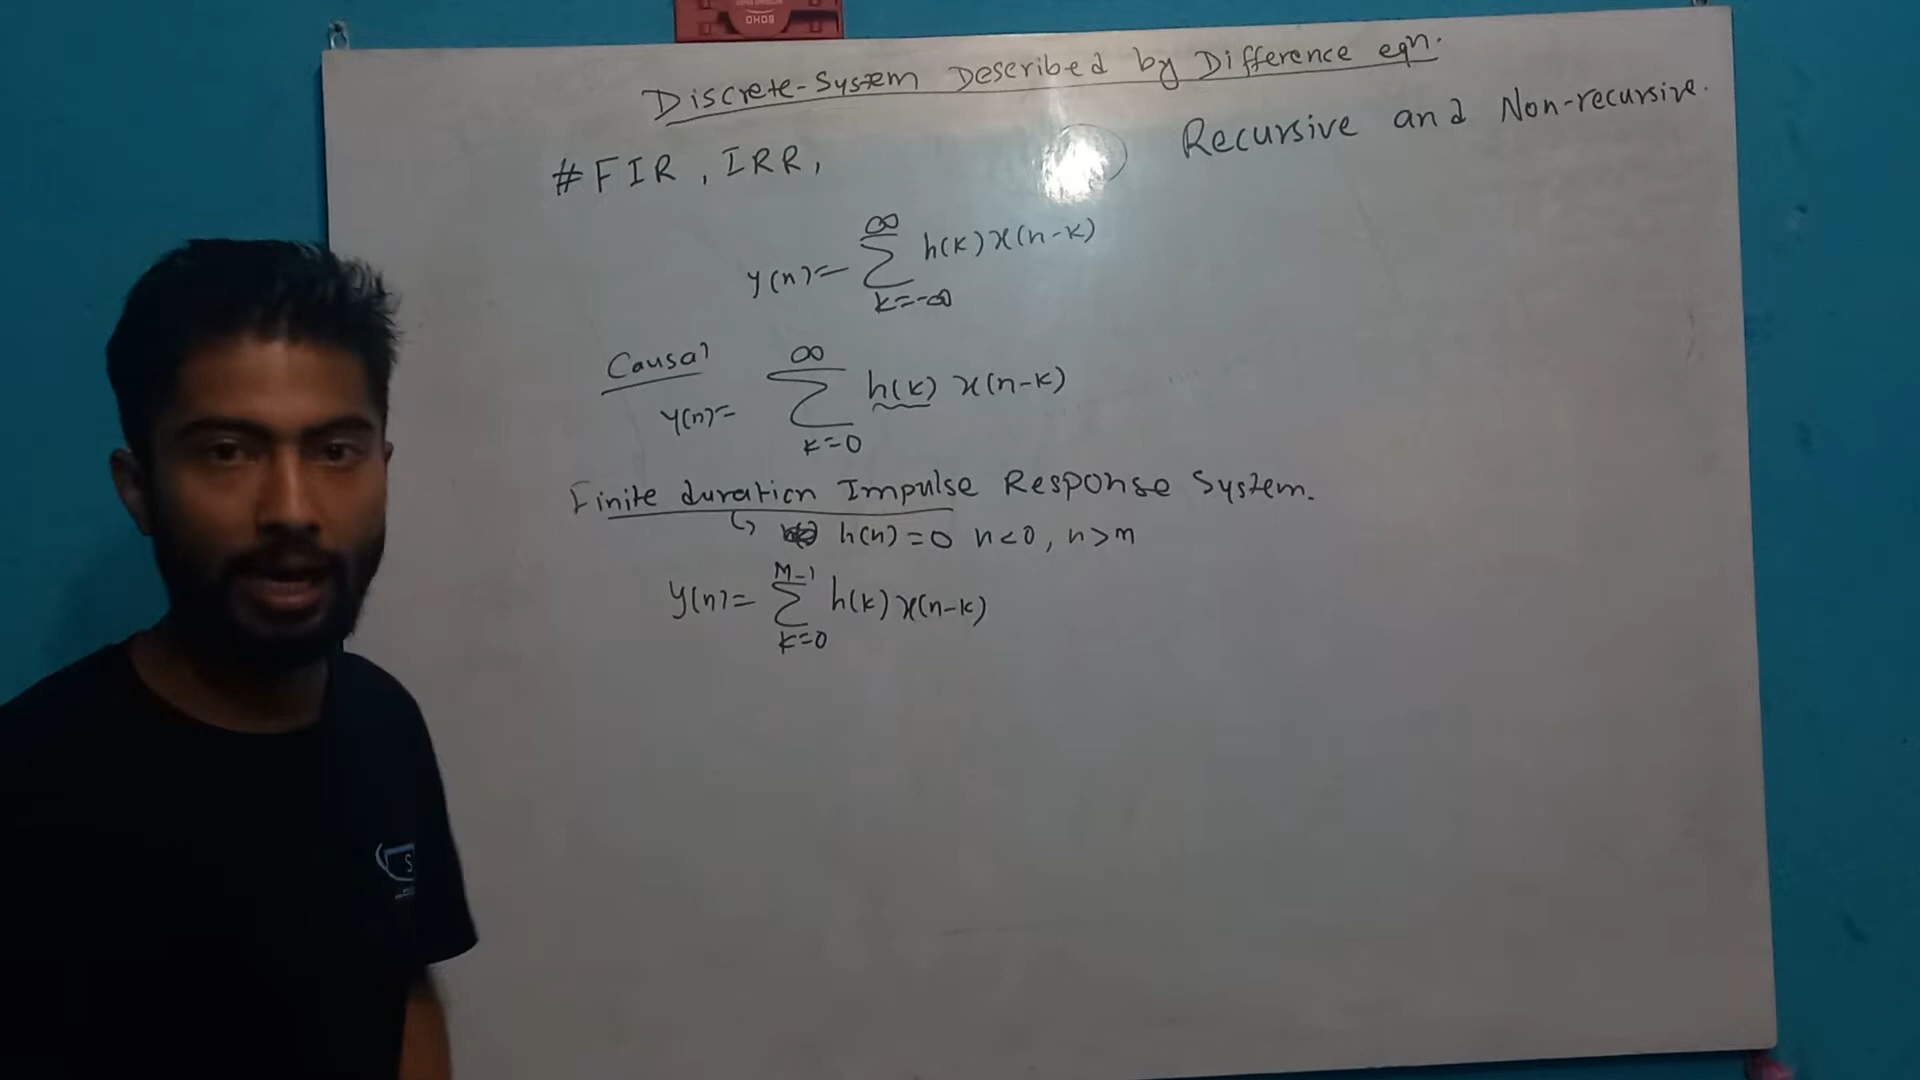 Discrete-System Described by Difference eqn.
Recursive and Non-recursive.
#FIR, IRR,
y(n)= ∞ ∑ k=-∞ h(k)x(n-k)
Causal
y(n)= ∞ ∑ k=0 h(k) x(n-k)
Finite duration Impulse Response System.
↳ h(n)=0 n<0, n>m
y(n)= M-1 ∑ k=0 h(k)x(n-k)